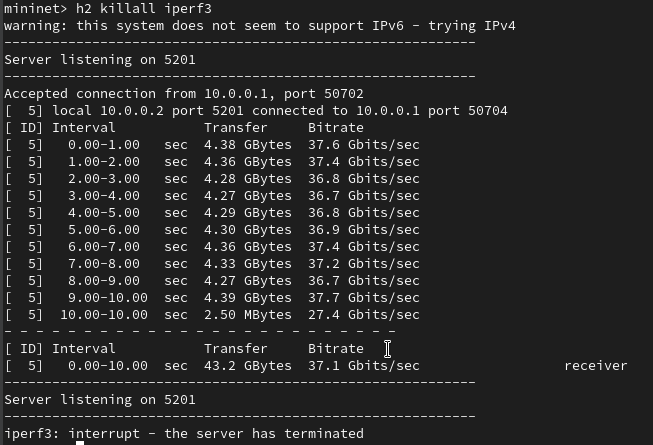 mininet> h2 killall iperf3
warning: this system does not seem to support IPv6 - trying IPv4
-----------------------------------------------------------
Server listening on 5201
-----------------------------------------------------------
Accepted connection from 10.0.0.1, port 50702
[  5] local 10.0.0.2 port 5201 connected to 10.0.0.1 port 50704
[ ID] Interval           Transfer     Bitrate
[  5]   0.00-1.00   sec  4.38 GBytes  37.6 Gbits/sec
[  5]   1.00-2.00   sec  4.36 GBytes  37.4 Gbits/sec
[  5]   2.00-3.00   sec  4.28 GBytes  36.8 Gbits/sec
[  5]   3.00-4.00   sec  4.27 GBytes  36.7 Gbits/sec
[  5]   4.00-5.00   sec  4.29 GBytes  36.8 Gbits/sec
[  5]   5.00-6.00   sec  4.30 GBytes  36.9 Gbits/sec
[  5]   6.00-7.00   sec  4.36 GBytes  37.4 Gbits/sec
[  5]   7.00-8.00   sec  4.33 GBytes  37.2 Gbits/sec
[  5]   8.00-9.00   sec  4.27 GBytes  36.7 Gbits/sec
[  5]   9.00-10.00  sec  4.39 GBytes  37.7 Gbits/sec
[  5]  10.00-10.00  sec  2.50 MBytes  27.4 Gbits/sec
- - - - - - - - - - - - - - - - - - - - - - - - -
[ ID] Interval           Transfer     Bitrate
[  5]   0.00-10.00  sec  43.2 GBytes  37.1 Gbits/sec                  receiver
-----------------------------------------------------------
Server listening on 5201
-----------------------------------------------------------
iperf3: interrupt - the server has terminated